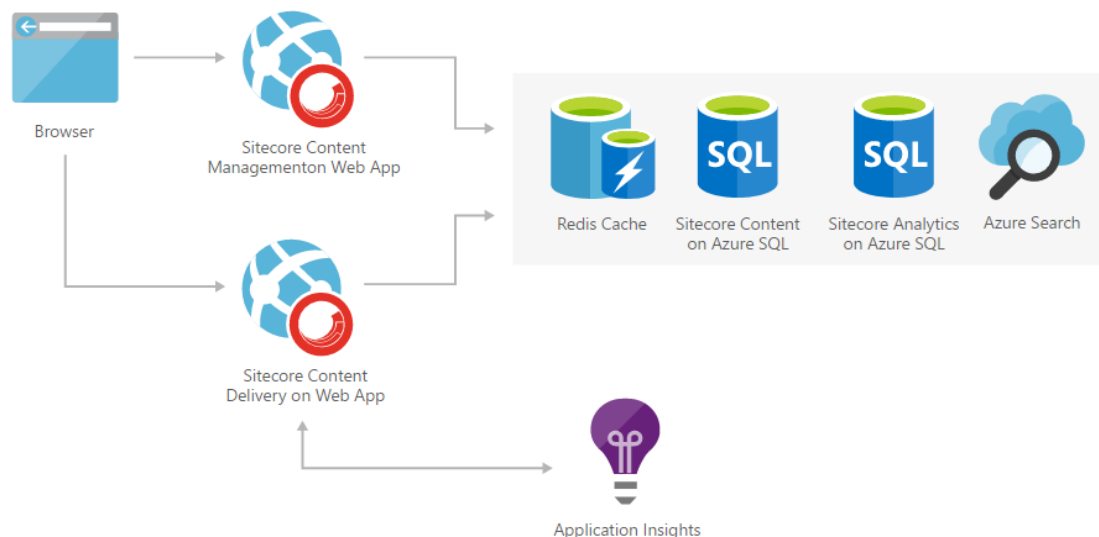 Browser
Sitecore Content
Managementon Web App
SQL
SQL
Redis Cache
Sitecore Content
on Azure SQL
Sitecore Analytics
on Azure SQL
Azure Search
Sitecore Content
Delivery on Web App
Application Insights